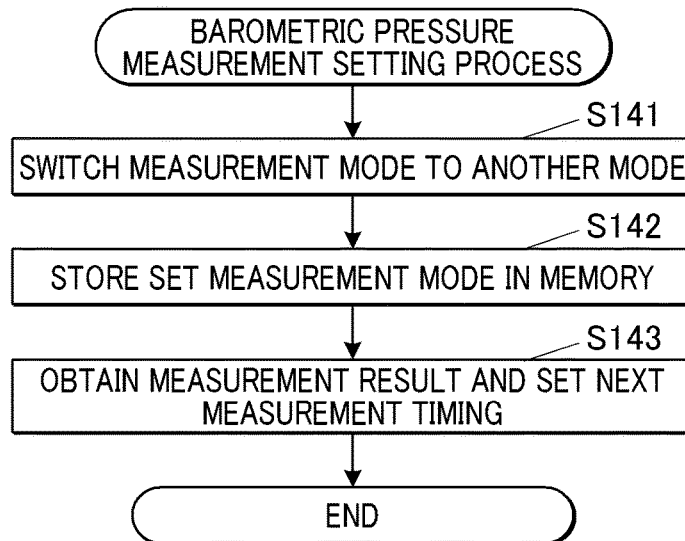 BAROMETRIC PRESSURE
MEASUREMENT SETTING PROCESS
S141
SWITCH MEASUREMENT MODE TO ANOTHER MODE
S142
STORE SET MEASUREMENT MODE IN MEMORY
S143
OBTAIN MEASUREMENT RESULT AND SET NEXT
MEASUREMENT TIMING
END